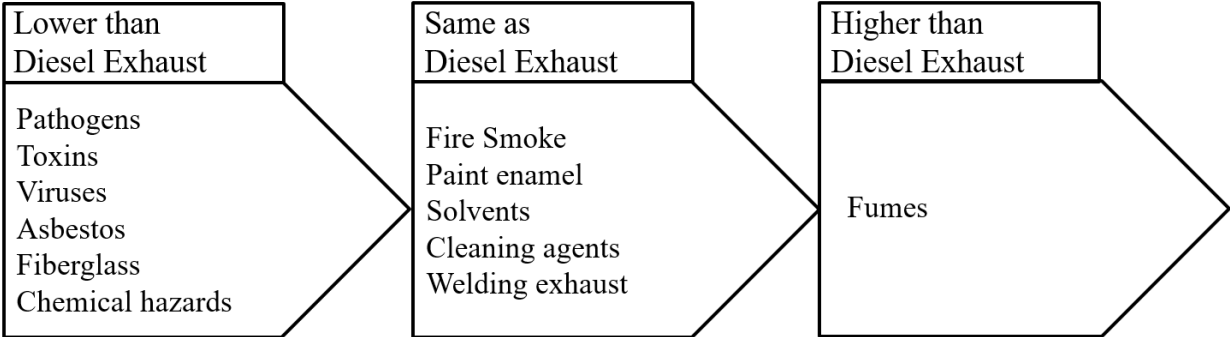 Lower than
Diesel Exhaust
Pathogens
Toxins
Viruses
Asbestos
Fiberglass
Chemical hazards
Same as
Diesel Exhaust
Fire Smoke
Paint enamel
Solvents
Cleaning agents
Welding exhaust
Higher than
Diesel Exhaust
Fumes